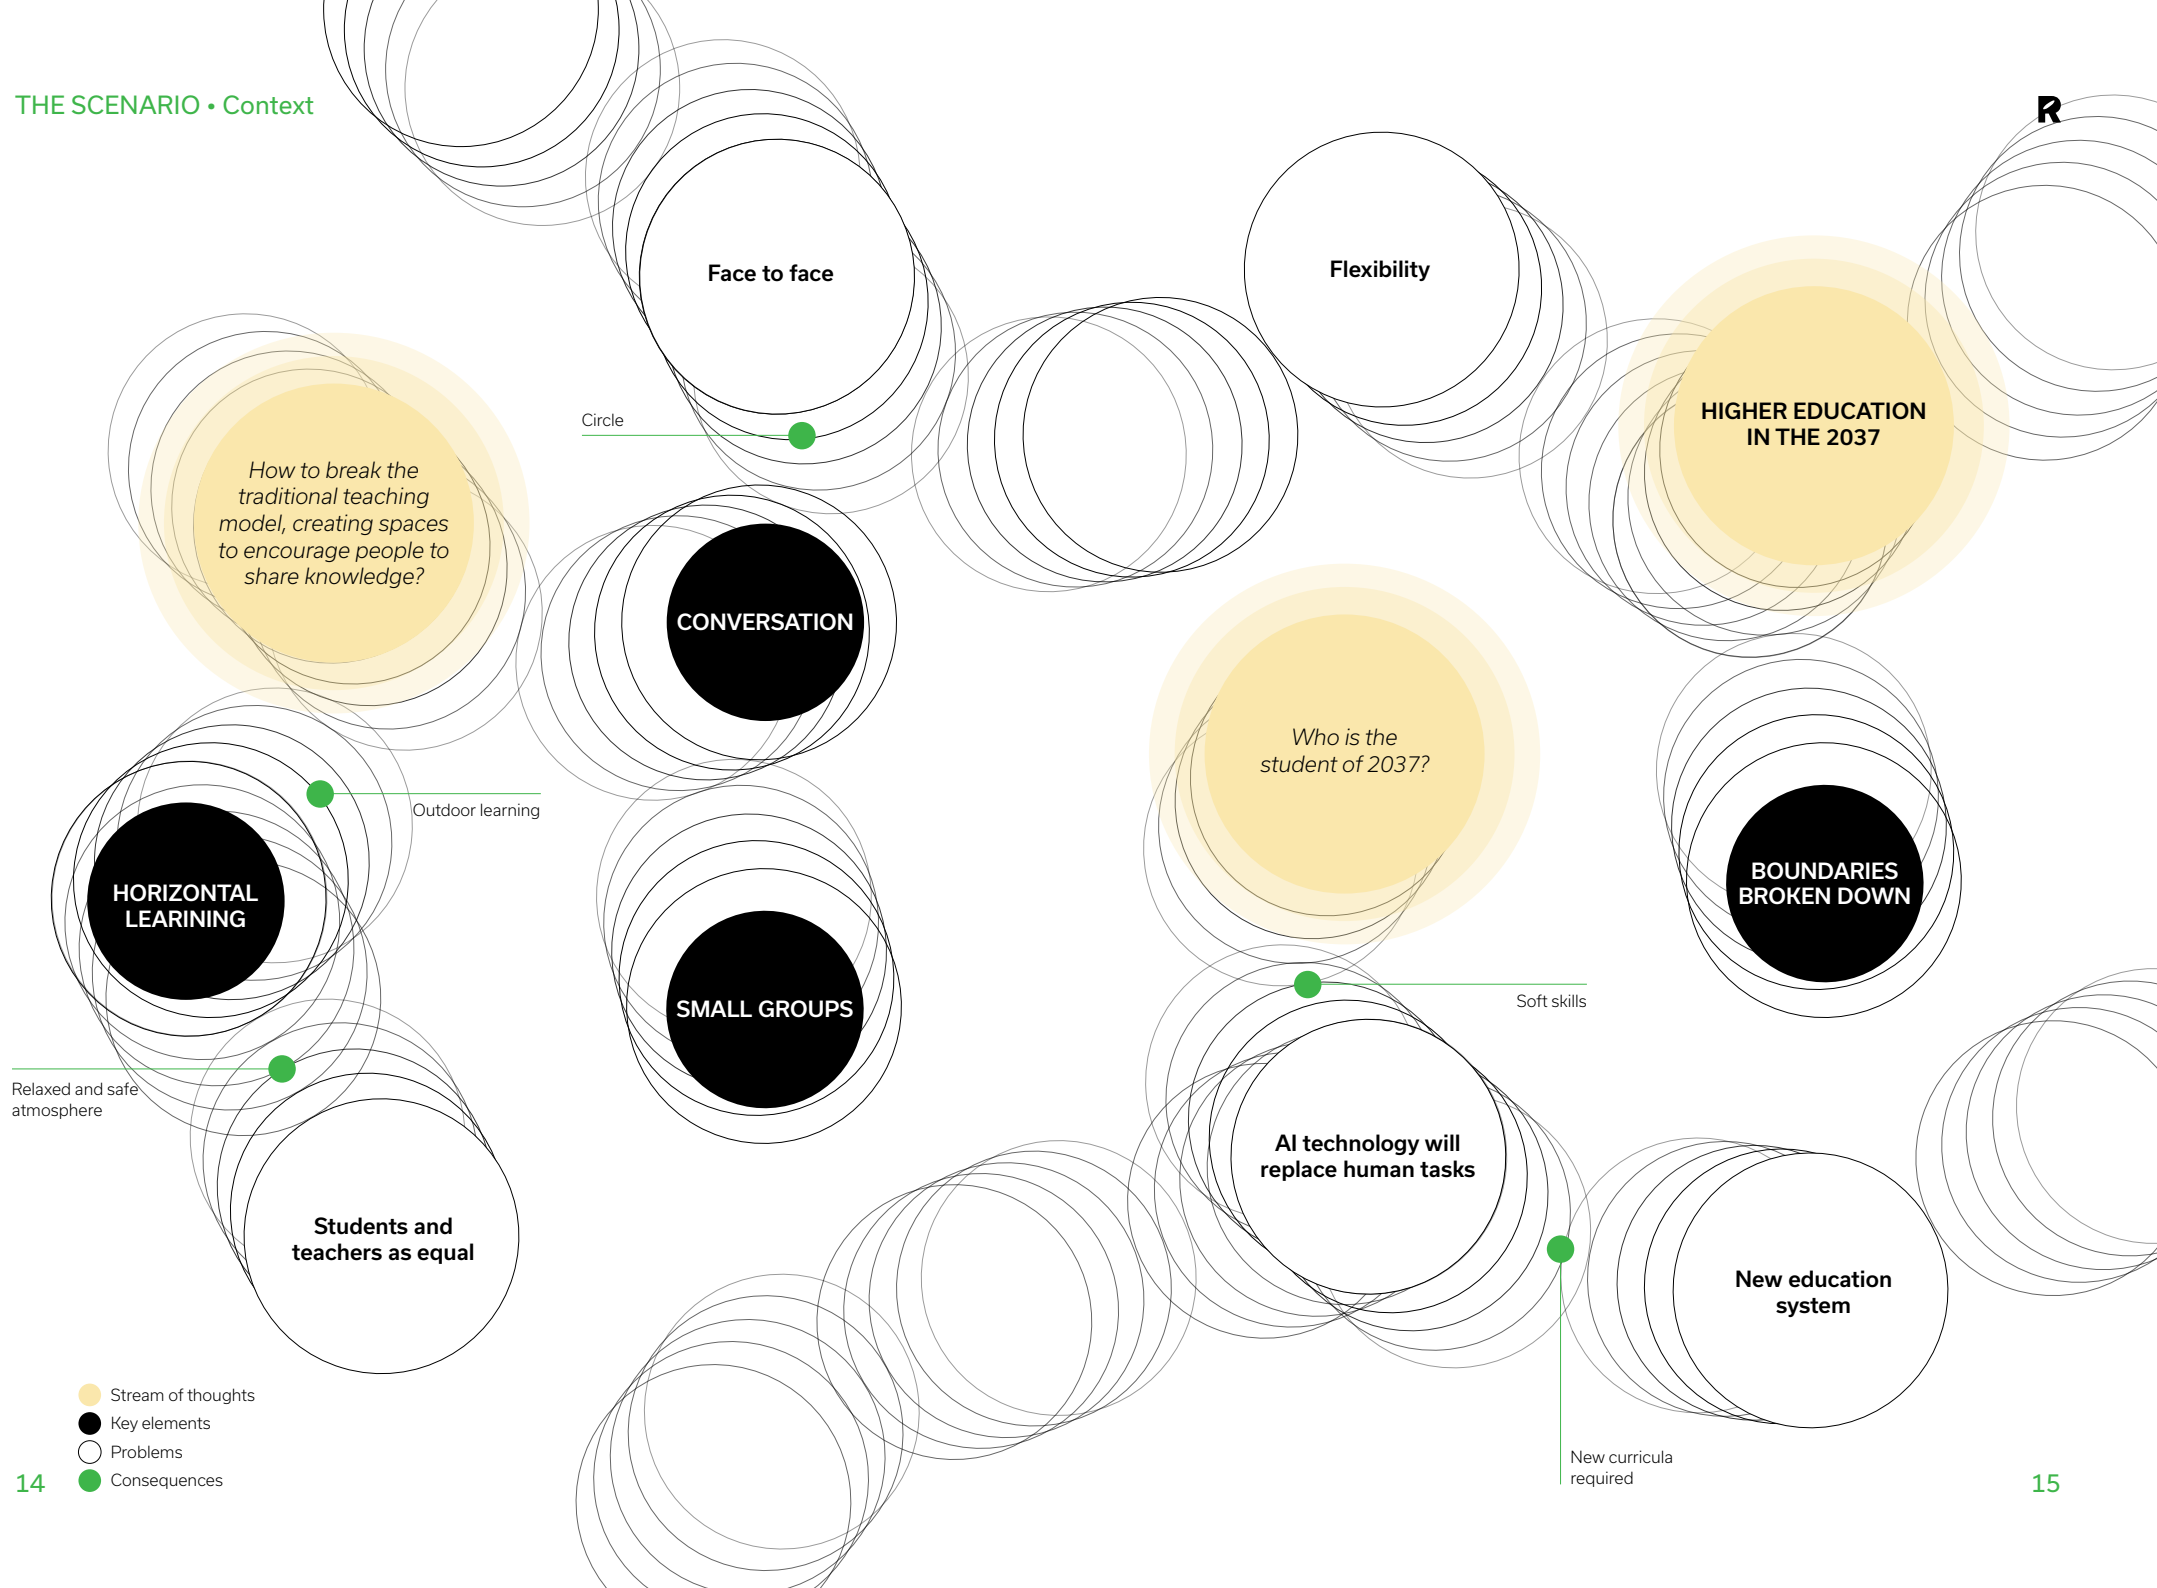 THE SCENARIO • Context
Face to face
Flexibility
HIGHER EDUCATION
IN THE 2037
Circle
How to break the
traditional teaching
model, creating spaces
to encourage people to
share knowledge?
CONVERSATION
Who is the
student of 2037?
Outdoor learning
HORIZONTAL
LEARINING
BOUNDARIES
BROKEN DOWN
SMALL GROUPS
Soft skills
Relaxed and safe
atmosphere
AI technology will
replace human tasks
Students and
teachers as equal
New education
system
Stream of thoughts
Key elements
Problems
Consequences
New curricula
required
14
15
R